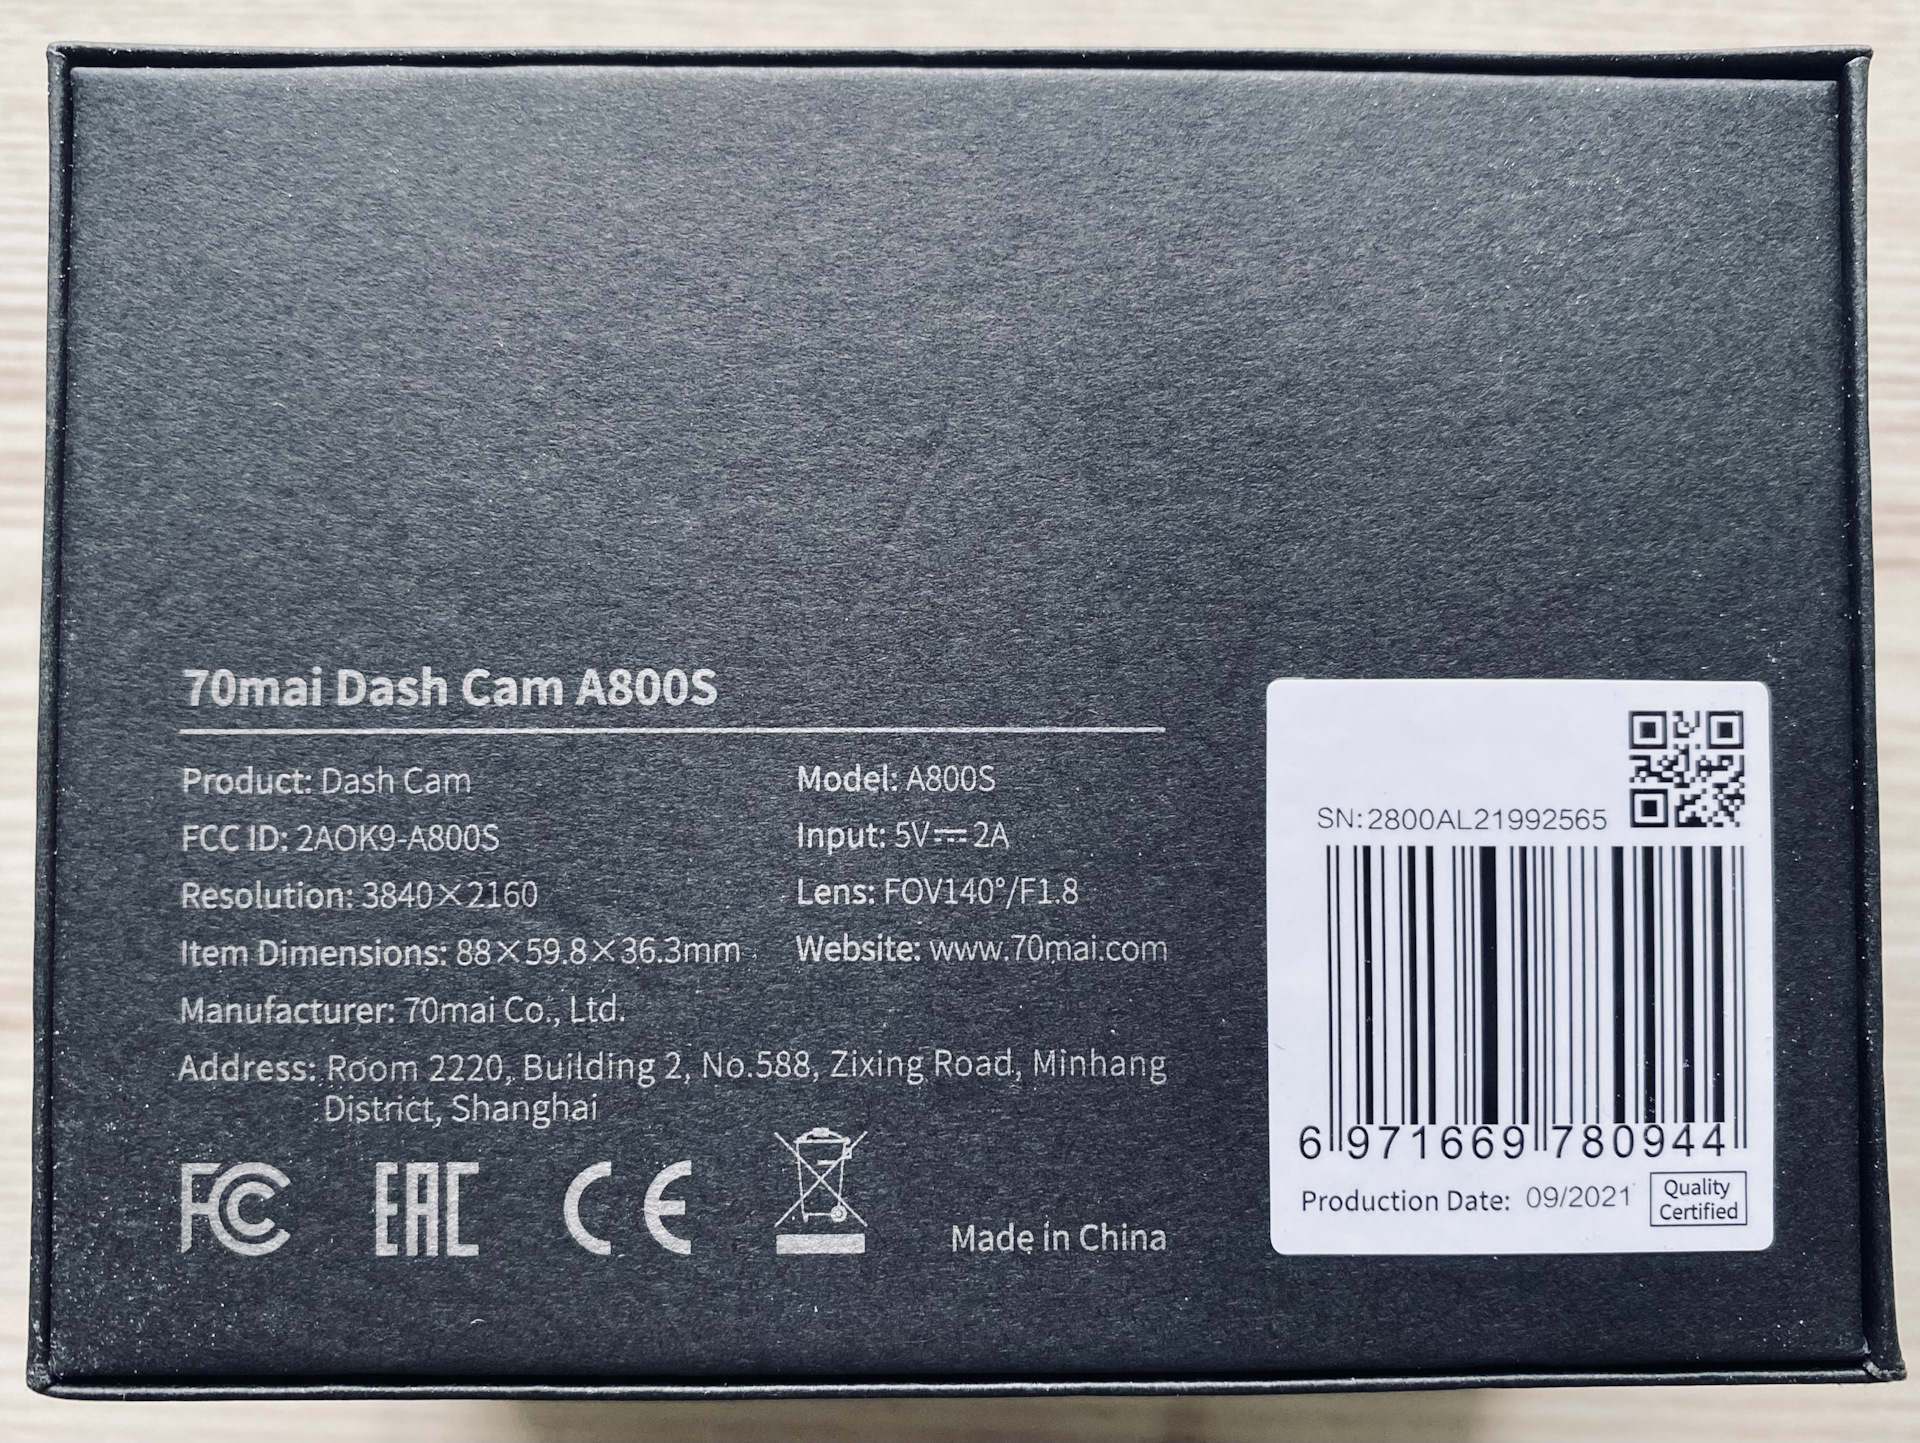 70mai Dash Cam A800S
Product: Dash Cam
Model: A800S
FCC ID: 2AOK9-A800S
Input: 5V⎓2A
Resolution: 3840×2160
Lens: FOV140°/F1.8
Item Dimensions: 88×59.8×36.3mm
Website: www.70mai.com
Manufacturer: 70mai Co., Ltd.
Address: Room 2220, Building 2, No.588, Zixing Road, Minhang
District, Shanghai
FC
EAC
CE
Made in China
SN:2800AL21992565
6 971669 780944
Production Date: 09/2021
Quality
Certified